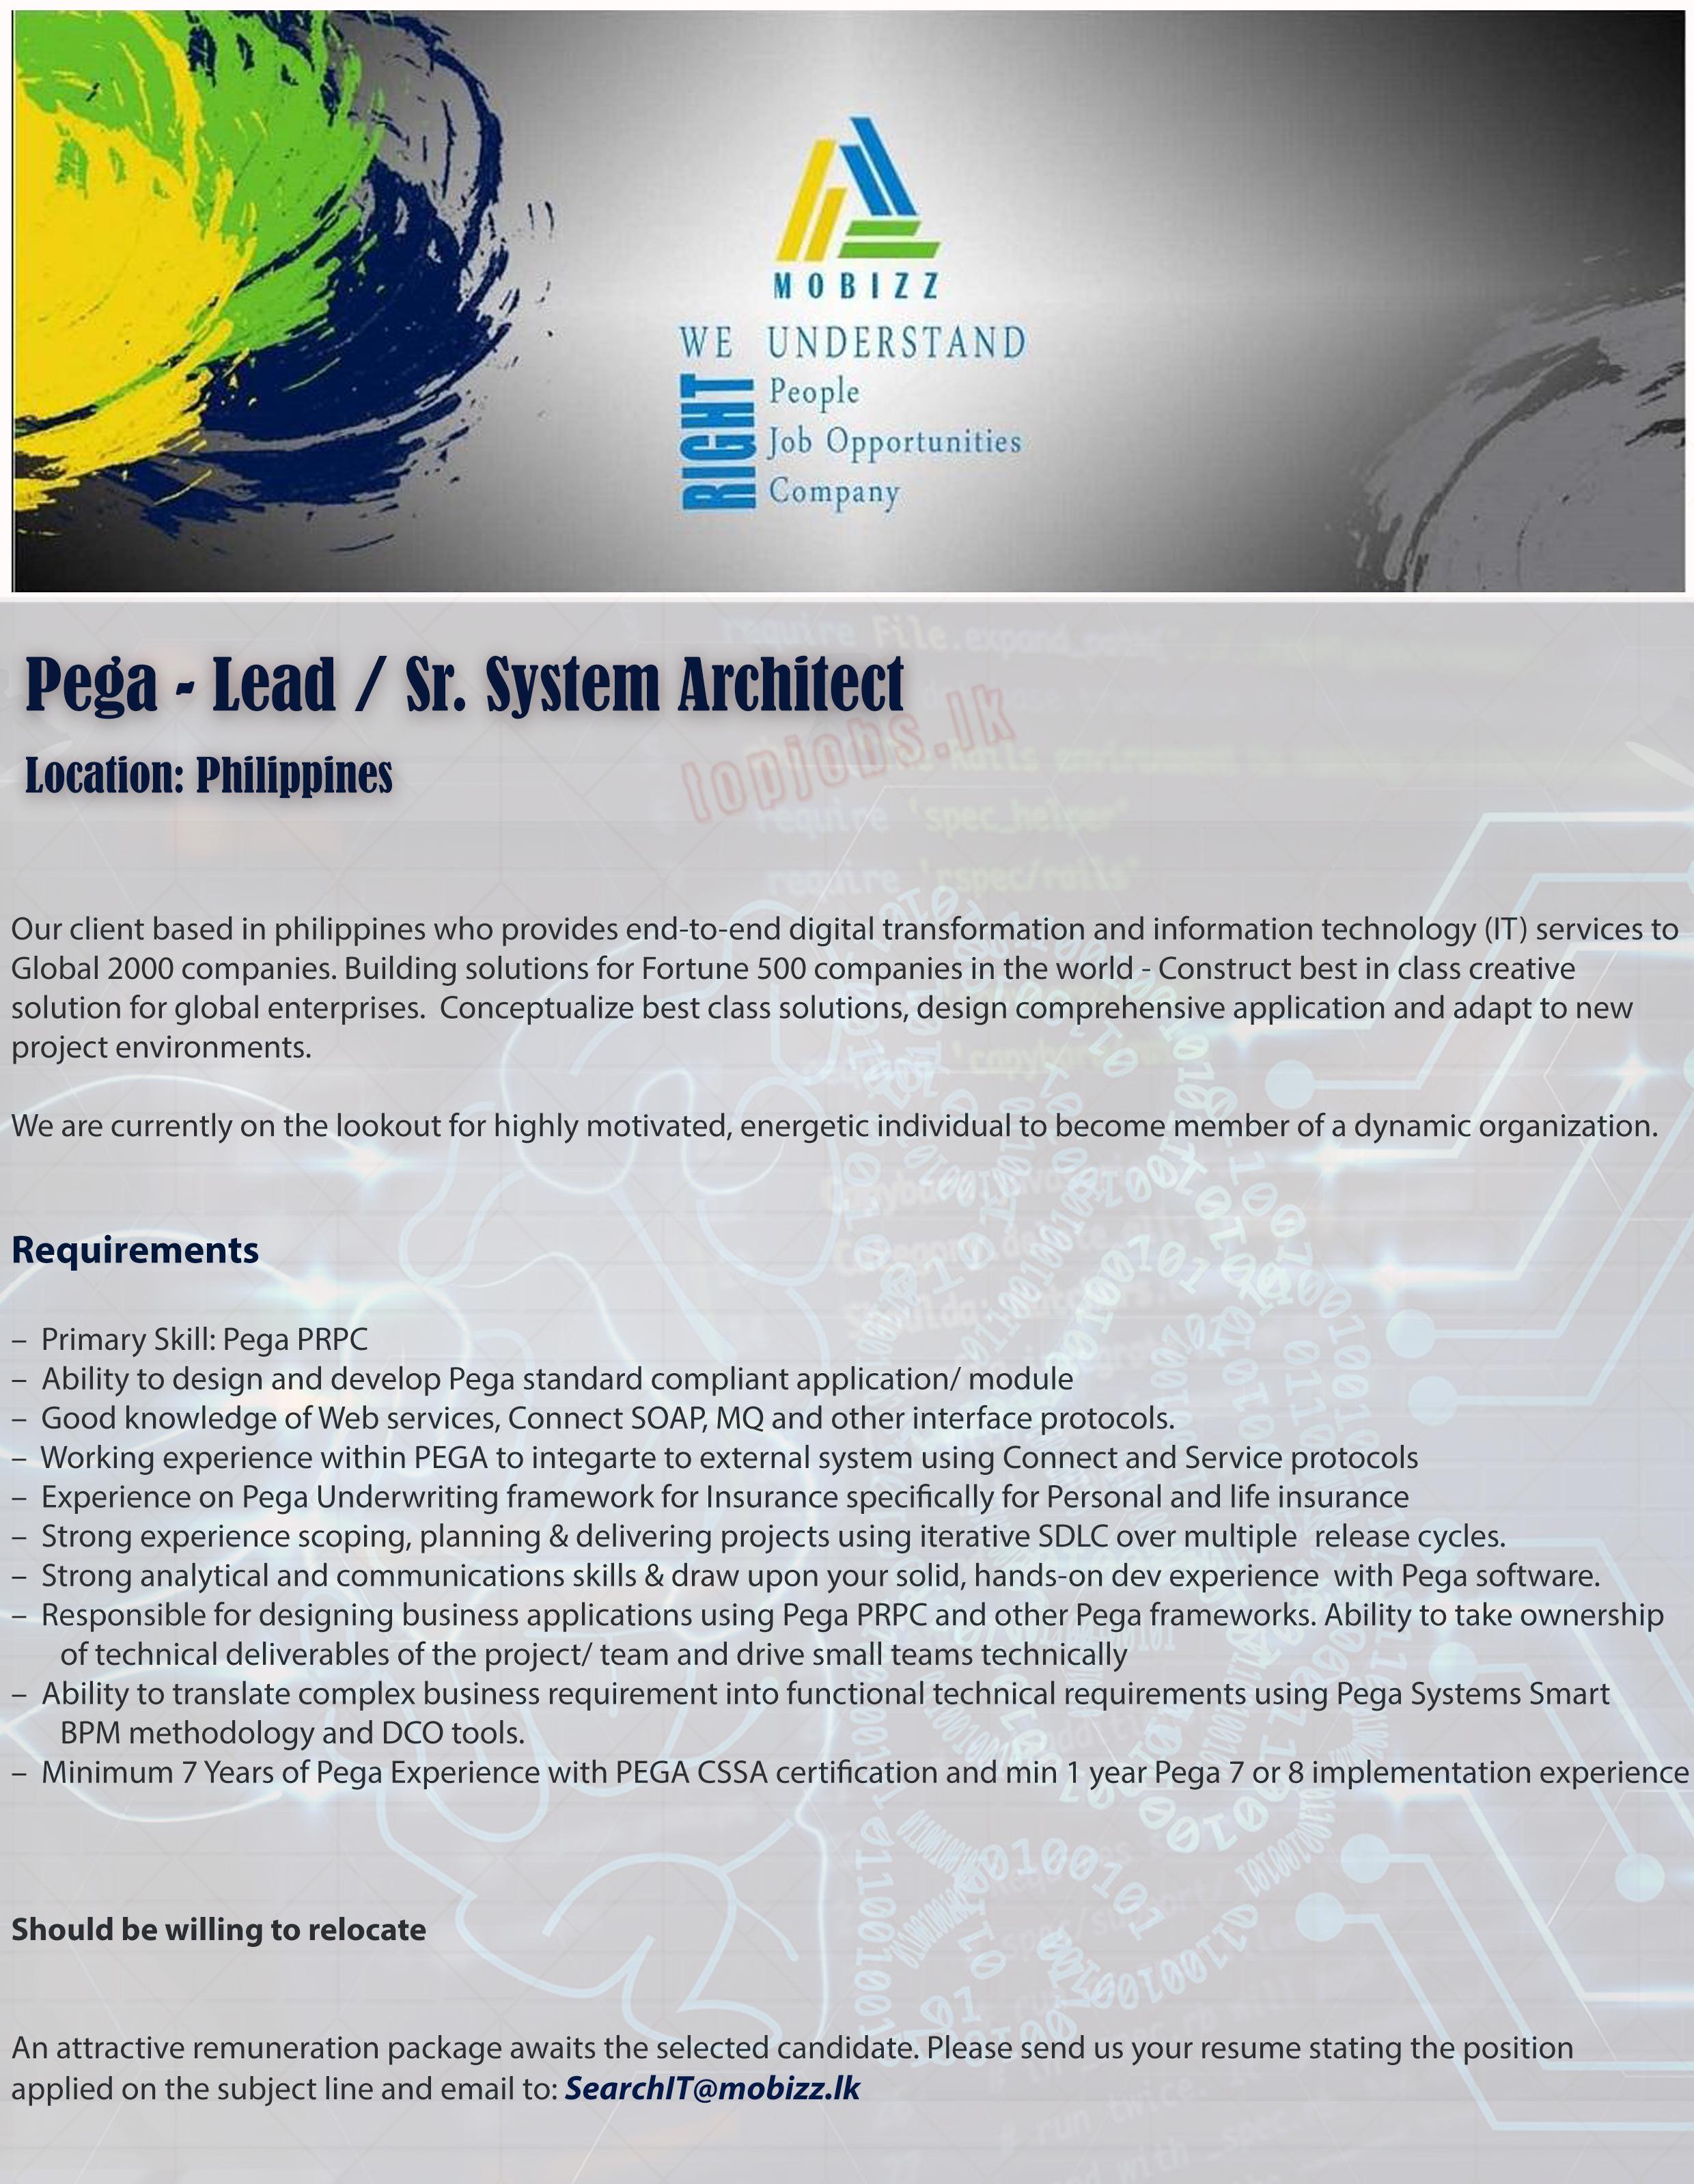 MOBIZZ
WE UNDERSTAND
RIGHT
People
Job Opportunities
Company
Pega - Lead / Sr. System Architect
topjobs.lk
Location: Philippines
Our client based in philippines who provides end-to-end digital transformation and information technology (IT) services to
Global 2000 companies. Building solutions for Fortune 500 companies in the world - Construct best in class creative
solution for global enterprises.  Conceptualize best class solutions, design comprehensive application and adapt to new
project environments.
We are currently on the lookout for highly motivated, energetic individual to become member of a dynamic organization.
Requirements
– Primary Skill: Pega PRPC
– Ability to design and develop Pega standard compliant application/ module
– Good knowledge of Web services, Connect SOAP, MQ and other interface protocols.
– Working experience within PEGA to integarte to external system using Connect and Service protocols
– Experience on Pega Underwriting framework for Insurance specifically for Personal and life insurance
– Strong experience scoping, planning & delivering projects using iterative SDLC over multiple  release cycles.
– Strong analytical and communications skills & draw upon your solid, hands-on dev experience  with Pega software.
– Responsible for designing business applications using Pega PRPC and other Pega frameworks. Ability to take ownership
of technical deliverables of the project/ team and drive small teams technically
– Ability to translate complex business requirement into functional technical requirements using Pega Systems Smart
BPM methodology and DCO tools.
– Minimum 7 Years of Pega Experience with PEGA CSSA certification and min 1 year Pega 7 or 8 implementation experience
Should be willing to relocate
An attractive remuneration package awaits the selected candidate. Please send us your resume stating the position
applied on the subject line and email to: SearchIT@mobizz.lk